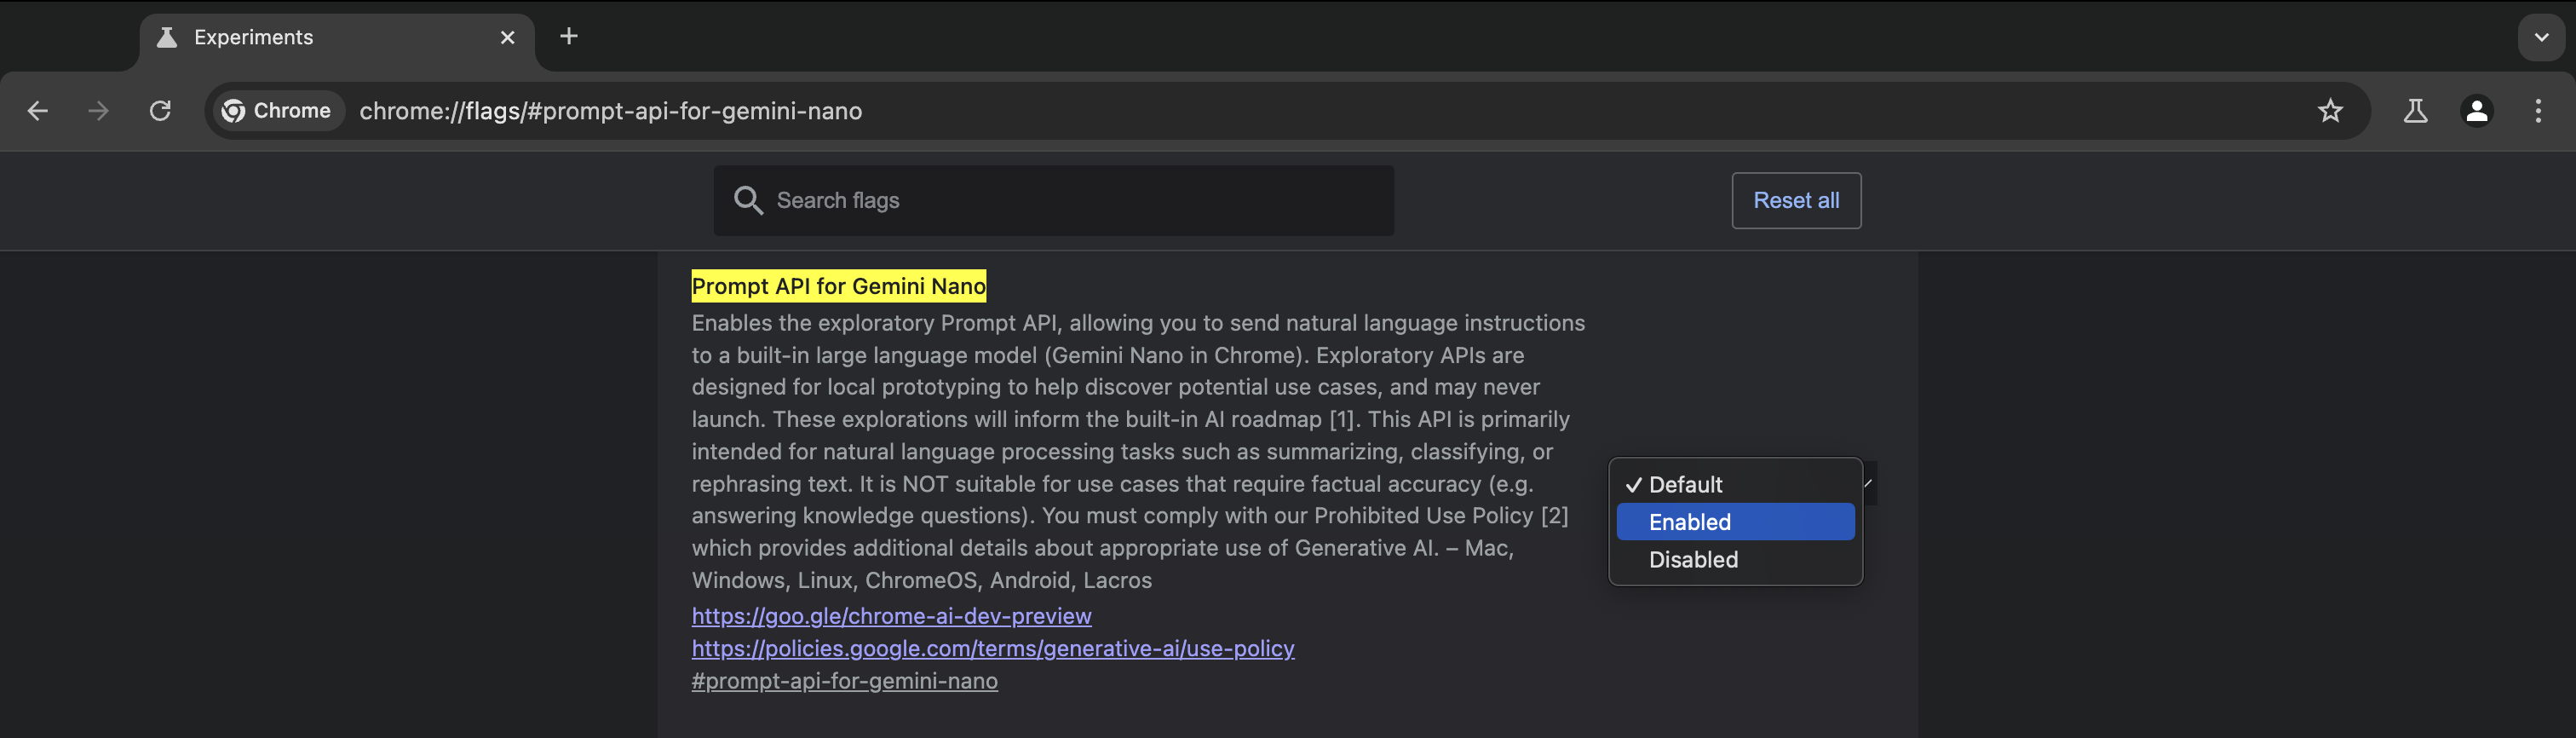 Experiments
Chrome
chrome://flags/#prompt-api-for-gemini-nano
Search flags
Reset all
Prompt API for Gemini Nano
Enables the exploratory Prompt API, allowing you to send natural language instructions
to a built-in large language model (Gemini Nano in Chrome). Exploratory APIs are
designed for local prototyping to help discover potential use cases, and may never
launch. These explorations will inform the built-in AI roadmap [1]. This API is primarily
intended for natural language processing tasks such as summarizing, classifying, or
rephrasing text. It is NOT suitable for use cases that require factual accuracy (e.g.
answering knowledge questions). You must comply with our Prohibited Use Policy [2]
which provides additional details about appropriate use of Generative AI. – Mac,
Windows, Linux, ChromeOS, Android, Lacros
https://goo.gle/chrome-ai-dev-preview
https://policies.google.com/terms/generative-ai/use-policy
#prompt-api-for-gemini-nano
Default
Enabled
Disabled